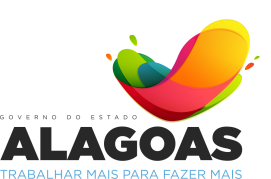 GOVERNO DO ESTADO
ALAGOAS
TRABALHAR MAIS PARA FAZER MAIS